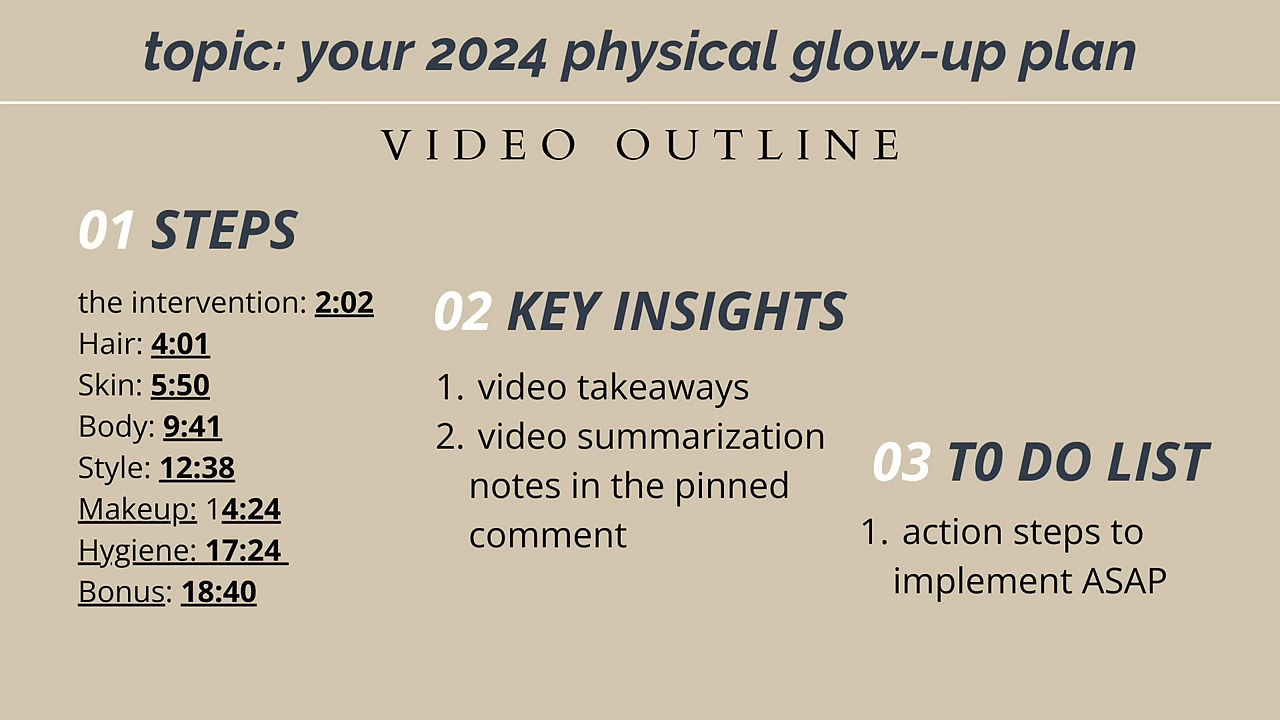 topic: your 2024 physical glow-up plan
VIDEO OUTLINE
01 STEPS
the intervention: 2:02
Hair: 4:01
Skin: 5:50
Body: 9:41
Style: 12:38
Makeup: 14:24
Hygiene: 17:24
Bonus: 18:40
02 KEY INSIGHTS
1. video takeaways
2. video summarization
notes in the pinned
comment
03 T0 DO LIST
1. action steps to
implement ASAP